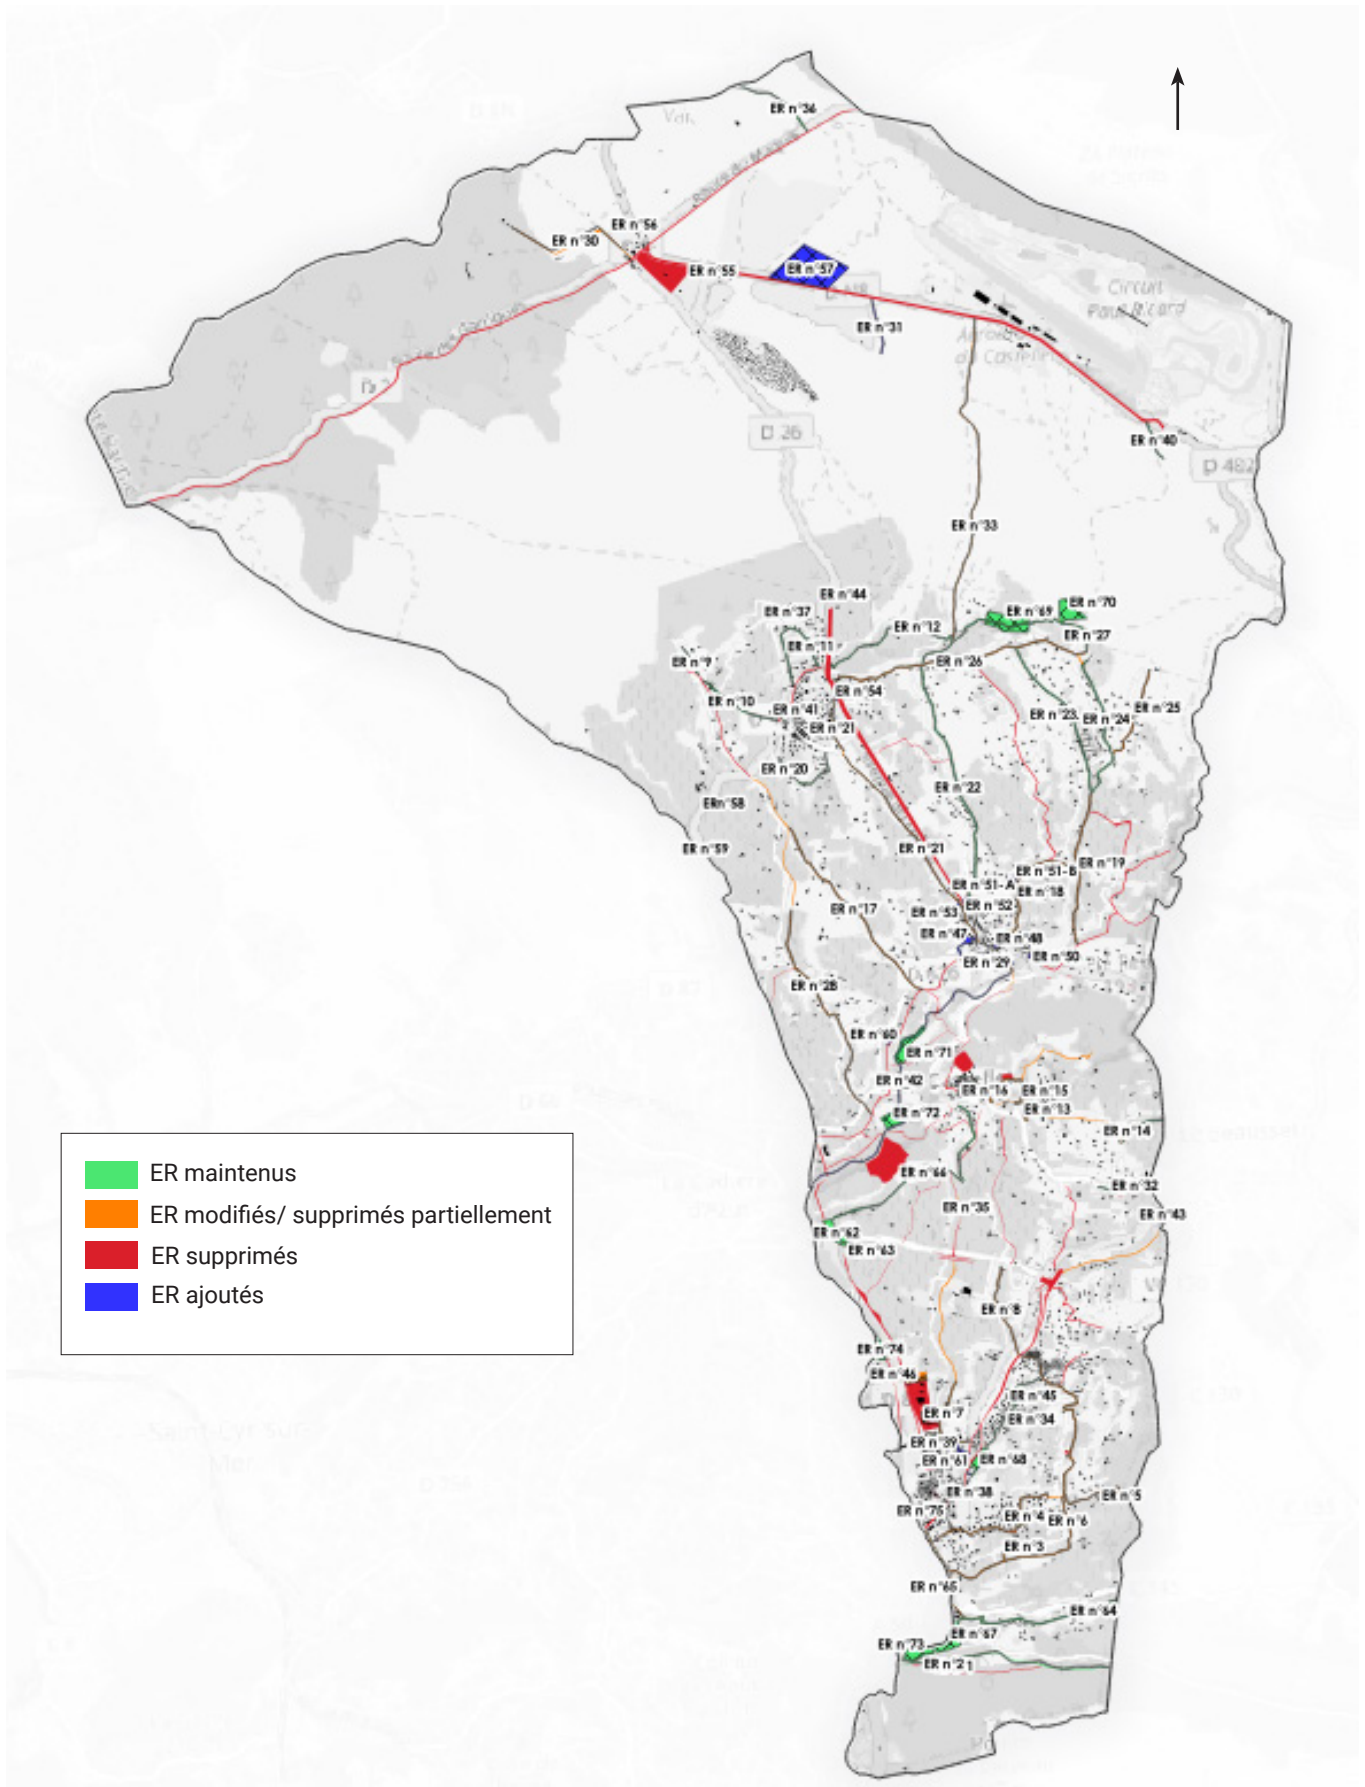 ER n°36
ER n°56
ER n°30
ER n°55
ER n°57
Circuit
Paul Ricard
ER n°31
D 2
D 26
ER n°40
D 482
ER n°33
ER n°44
ER n°37
ER n°69
ER n°70
ER n°12
ER n°27
ER n°11
ER n°9
ER n°26
ER n°54
ER n°10
ER n°41
ER n°23
ER n°24
ER n°25
ER n°21
ER n°20
ER n°22
ERn°58
ER n°59
ER n°21
ER n°19
ER n°51-B
ER n°51-A
ER n°18
ER n°52
ER n°17
ER n°53
ER n°47
ER n°48
ER n°29
ER n°50
ER n°28
ER n°60
ER n°71
ER n°42
ER n°16
ER n°15
ER n°13
ER n°72
ER n°14
ER n°66
ER n°32
ER n°35
ER n°43
ER n°62
ER n°63
ER n°8
ER n°74
ER n°46
ER n°45
ER n°7
ER n°34
ER n°39
ER n°61
ER n°68
ER n°38
ER n°5
ER n°75
ER n°4
ER n°6
ER n°3
ER n°65
ER n°64
ER n°67
ER n°73
ER n°2
1
ER maintenus
ER modifiés/ supprimés partiellement
ER supprimés
ER ajoutés
Saint-Cyr-Sur-
Mer